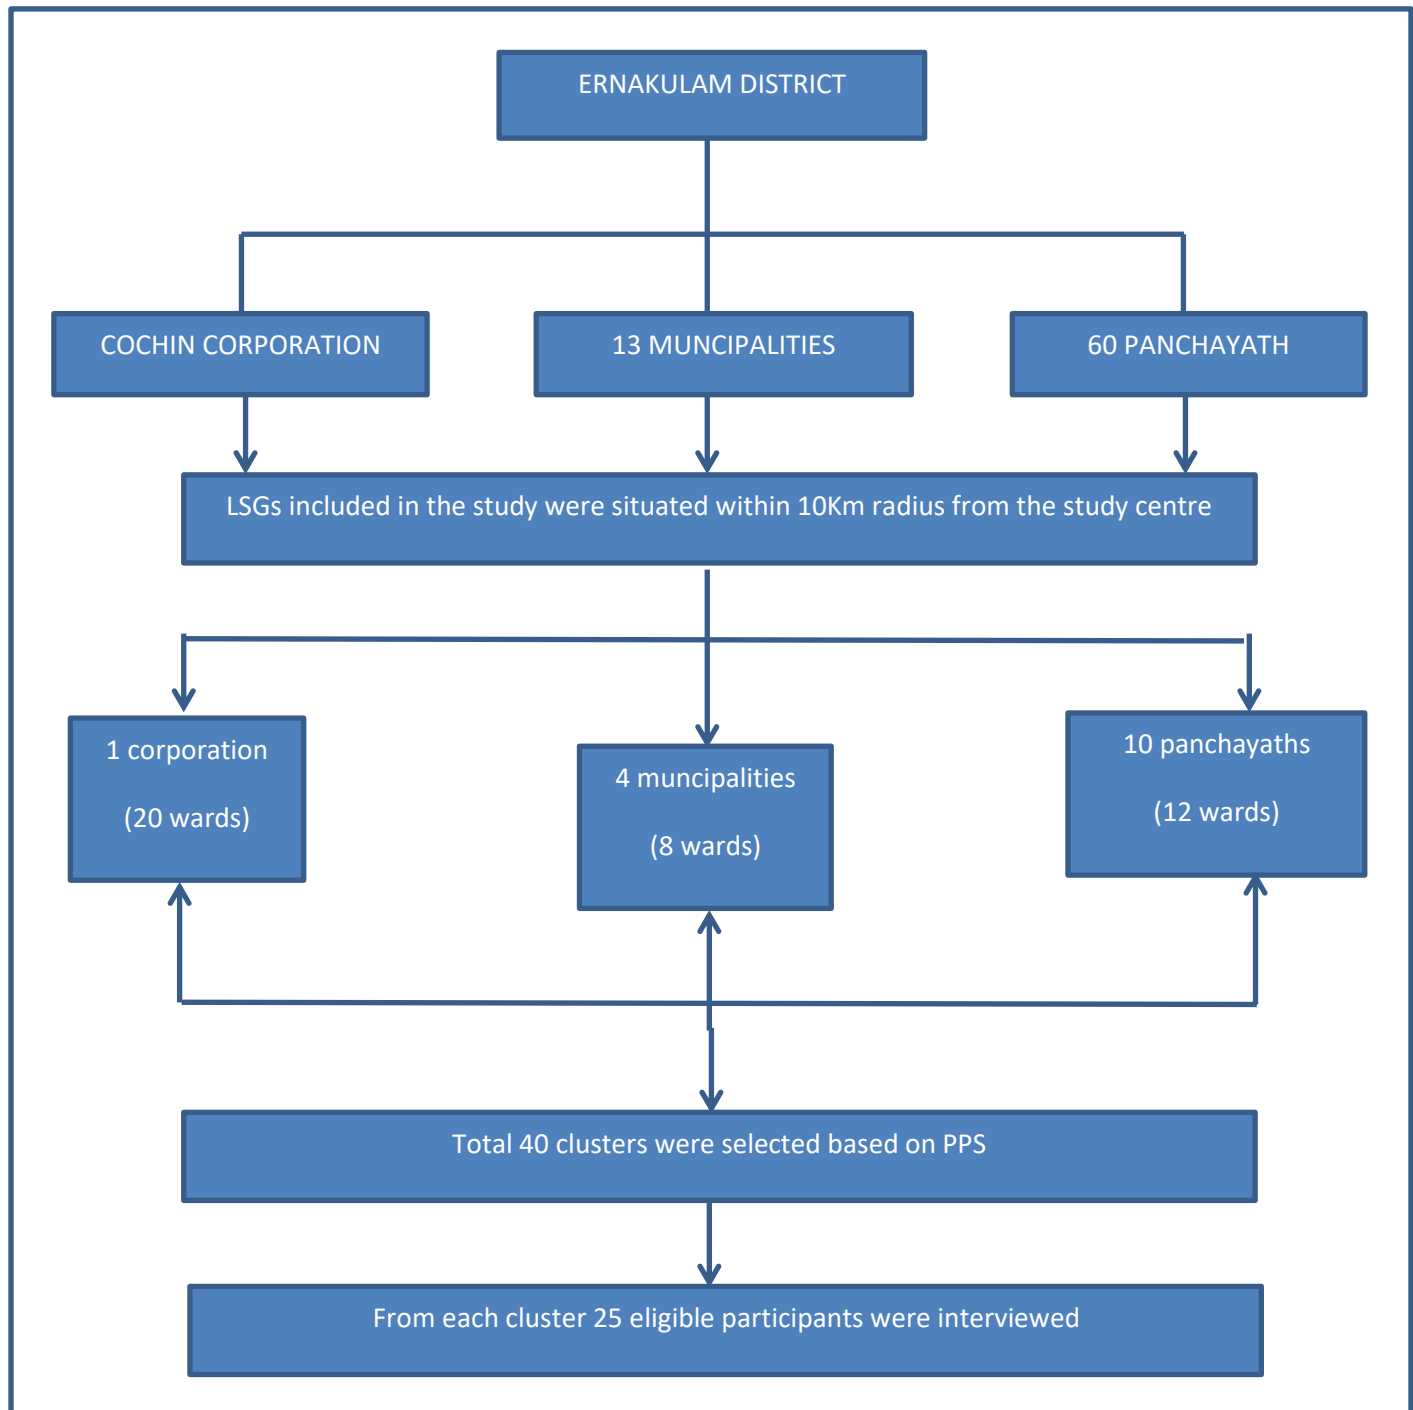 ERNAKULAM DISTRICT
COCHIN CORPORATION
13 MUNCIPALITIES
60 PANCHAYATH
LSGs included in the study were situated within 10Km radius from the study centre
1 corporation
(20 wards)
4 muncipalities
(8 wards)
10 panchayaths
(12 wards)
Total 40 clusters were selected based on PPS
From each cluster 25 eligible participants were interviewed